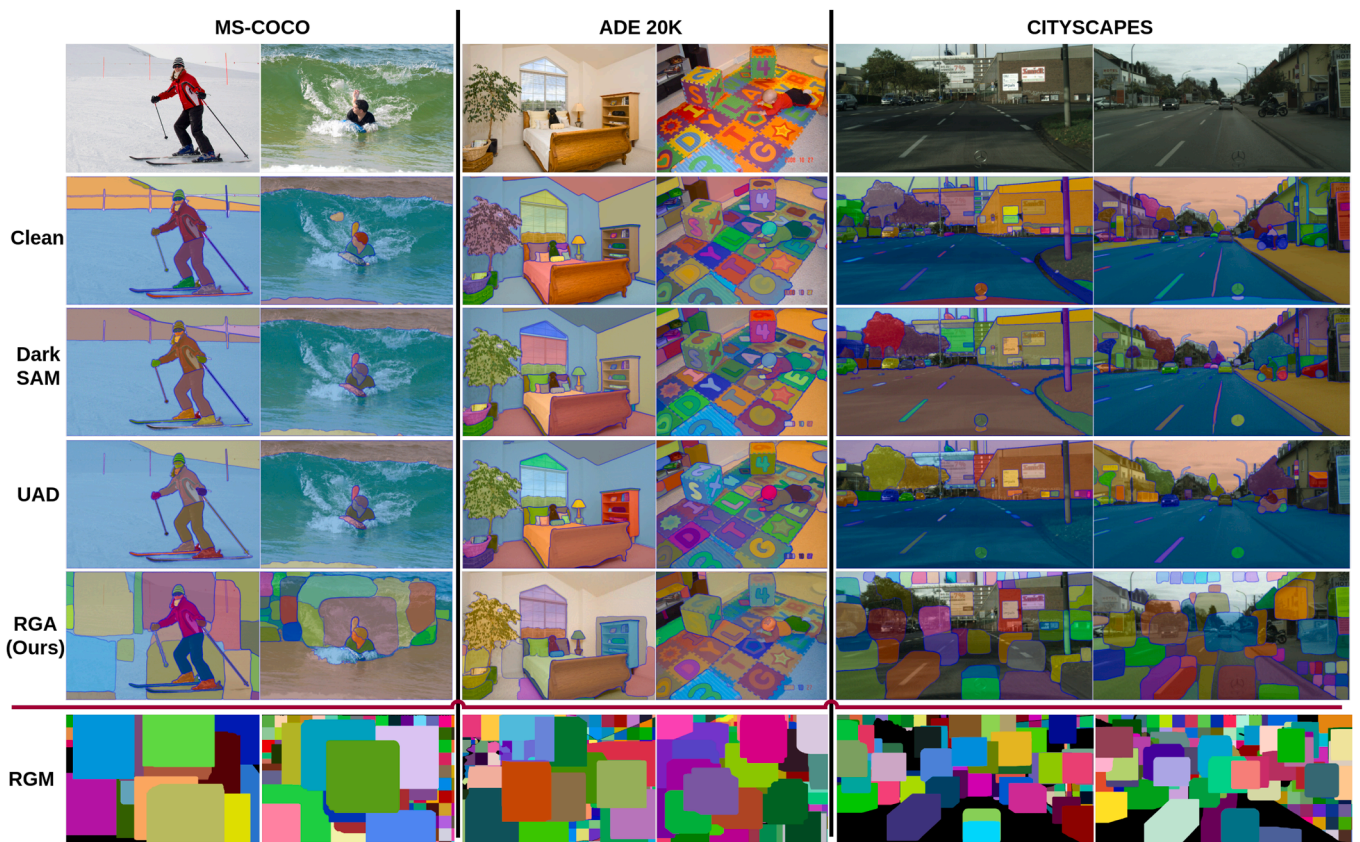 MS-COCO
ADE 20K
CITYSCAPES
Clean
Dark
SAM
UAD
RGA
(Ours)
RGM